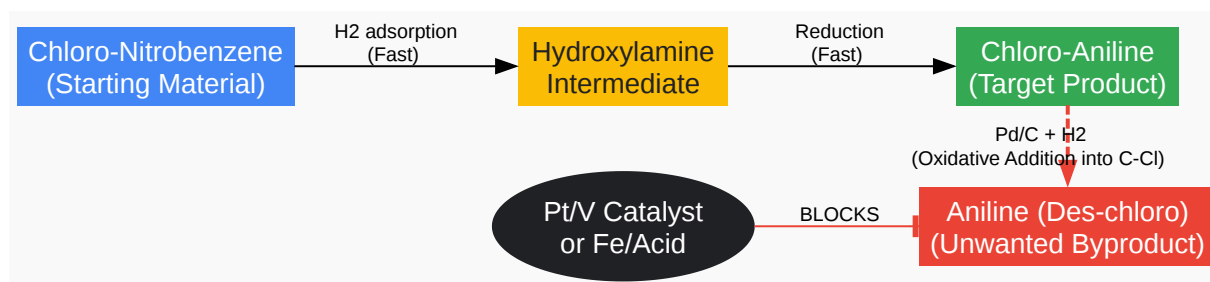 Chloro-Nitrobenzene
(Starting Material)
H2 adsorption
(Fast)
Hydroxylamine
Intermediate
Reduction
(Fast)
Chloro-Aniline
(Target Product)
Pd/C + H2
(Oxidative Addition into C-Cl)
Pt/V Catalyst
or Fe/Acid
BLOCKS
Aniline (Des-chloro)
(Unwanted Byproduct)